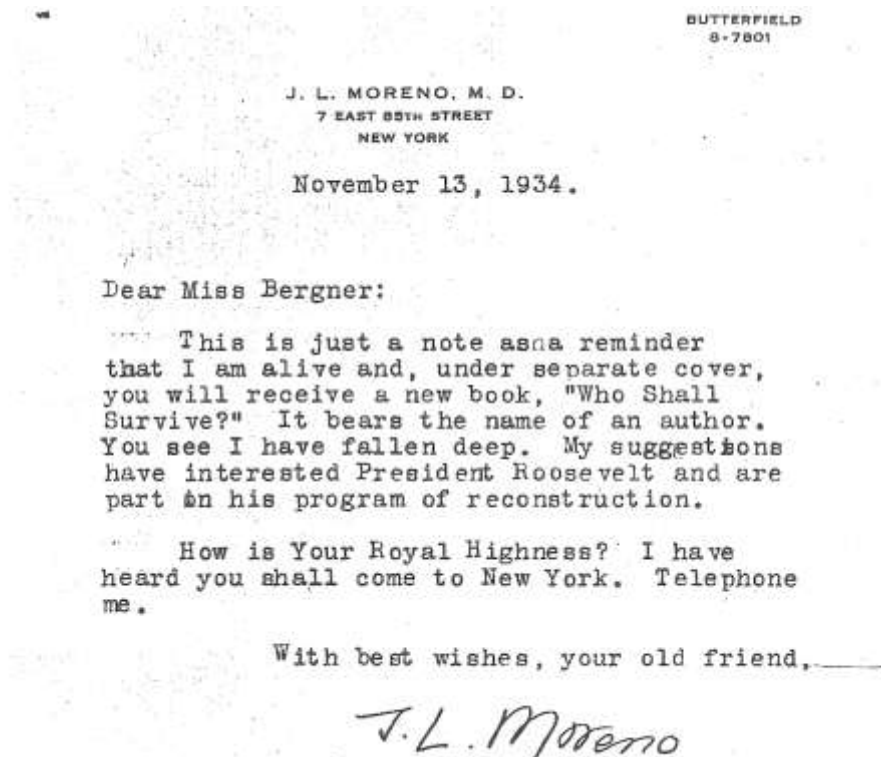 BUTTERFIELD
8-7801
J. L. MORENO, M. D.
7 EAST 88TH STREET
NEW YORK
November 13, 1934.
Dear Miss Bergner:
This is just a note asna reminder
that I am alive and, under separate cover,
you will receive a new book, "Who Shall
Survive?" It bears the name of an author.
You see I have fallen deep. My suggestions
have interested President Roosevelt and are
part in his program of reconstruction.
How is Your Royal Highness? I have
heard you shall come to New York. Telephone
me.
With best wishes, your old friend,
J.L. Moreno